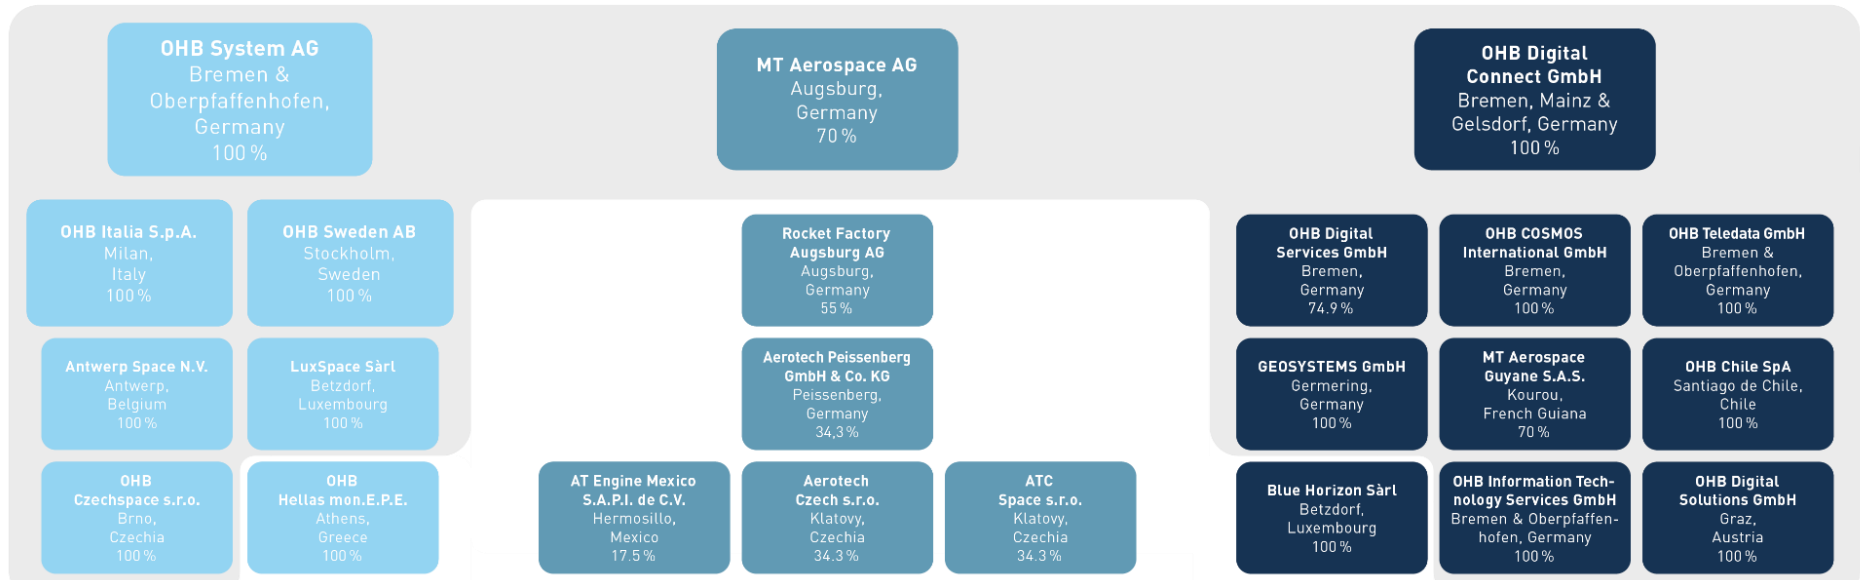 OHB System AG
Bremen &
Oberpfaffenhofen,
Germany
100 %
MT Aerospace AG
Augsburg,
Germany
70 %
OHB Digital
Connect GmbH
Bremen, Mainz &
Gelsdorf, Germany
100 %
OHB Italia S.p.A.
Milan,
Italy
100 %
OHB Sweden AB
Stockholm,
Sweden
100 %
Rocket Factory
Augsburg AG
Augsburg,
Germany
55 %
OHB Digital
Services GmbH
Bremen,
Germany
74.9 %
OHB COSMOS
International GmbH
Bremen,
Germany
100 %
OHB Teledata GmbH
Bremen &
Oberpfaffenhofen,
Germany
100 %
Antwerp Space N.V.
Antwerp,
Belgium
100 %
LuxSpace Sàrl
Betzdorf,
Luxembourg
100 %
Aerotech Peissenberg
GmbH & Co. KG
Peissenberg,
Germany
34,3 %
GEOSYSTEMS GmbH
Germering,
Germany
100 %
MT Aerospace
Guyane S.A.S.
Kourou,
French Guiana
70 %
OHB Chile SpA
Santiago de Chile,
Chile
100 %
OHB
Czechspace s.r.o.
Brno,
Czechia
100 %
OHB
Hellas mon.E.P.E.
Athens,
Greece
100 %
AT Engine Mexico
S.A.P.I. de C.V.
Hermosillo,
Mexico
17.5 %
Aerotech
Czech s.r.o.
Klatovy,
Czechia
34.3 %
ATC
Space s.r.o.
Klatovy,
Czechia
34.3 %
Blue Horizon Sàrl
Betzdorf,
Luxembourg
100 %
OHB Information Tech-
nology Services GmbH
Bremen & Oberpfaffen-
hofen, Germany
100 %
OHB Digital
Solutions GmbH
Graz,
Austria
100 %